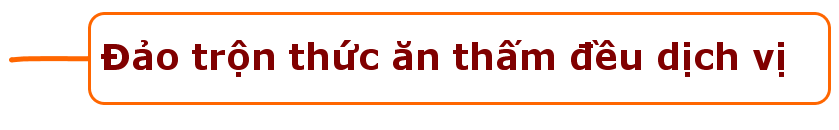 Đảo trộn thức ăn thấm đều dịch vị